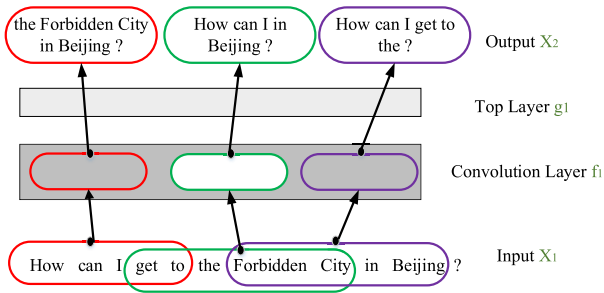 the Forbidden City
in Beijing ?
How can I in
Beijing ?
How can I get to
the ?
Output X2
Top Layer g1
Convolution Layer f1
How can I get to the Forbidden City in Beijing ?
Input X1